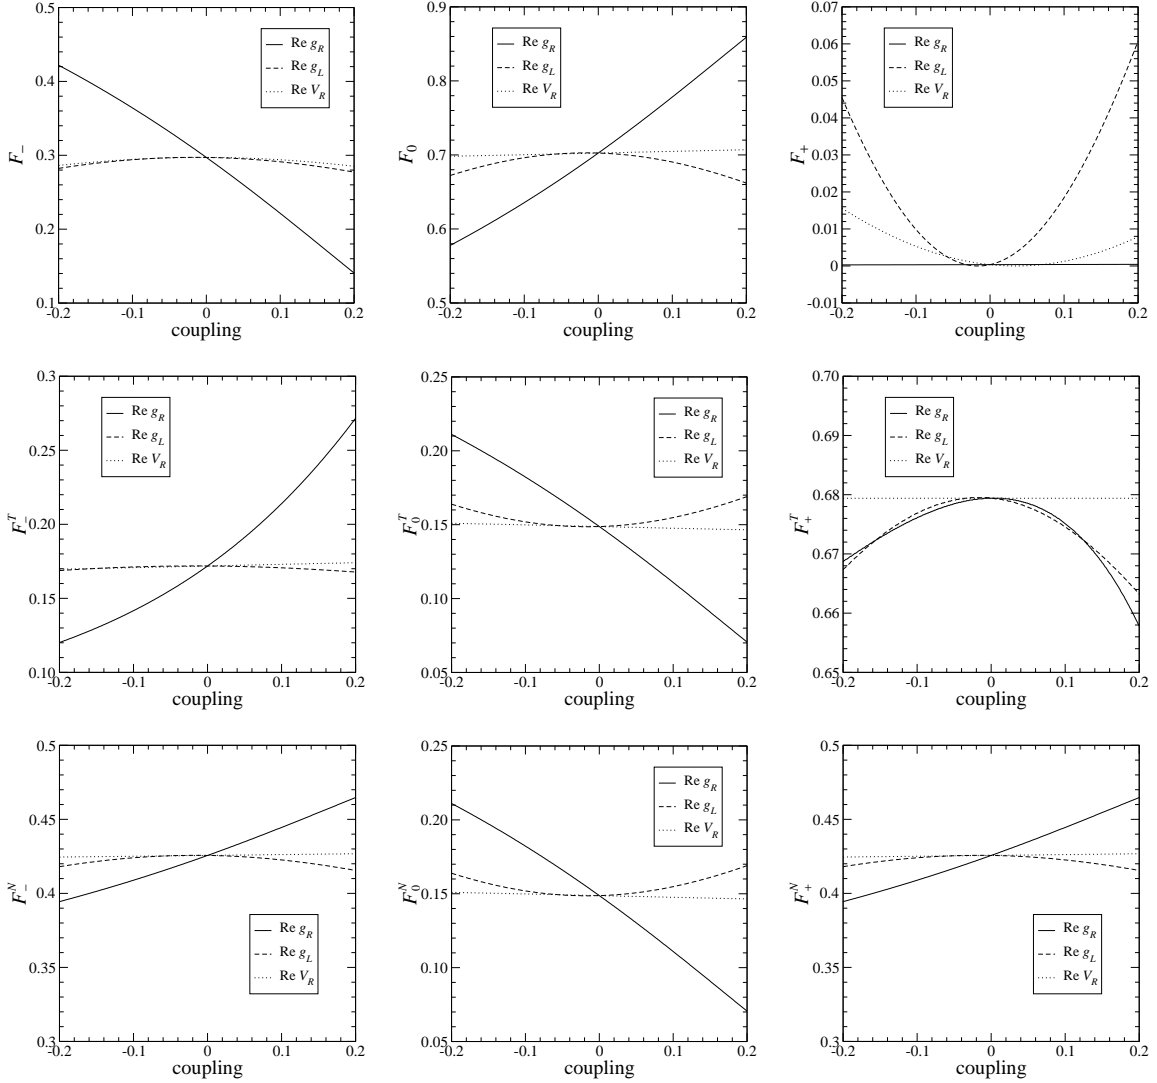 0.5
0.4
0.3
0.2
0.1
F₋
-0.2 -0.1 0 0.1 0.2
coupling
Re g_R
Re g_L
Re V_R
0.9
0.8
0.7
0.6
0.5
F₀
-0.2 -0.1 0 0.1 0.2
coupling
Re g_R
Re g_L
Re V_R
0.07
0.06
0.05
0.04
0.03
0.02
0.01
0
-0.01
F₊
-0.2 -0.1 0 0.1 0.2
coupling
Re g_R
Re g_L
Re V_R
0.3
0.25
0.20
0.15
0.10
F₋^T
-0.2 -0.1 0 0.1 0.2
coupling
Re g_R
Re g_L
Re V_R
0.25
0.20
0.15
0.10
0.05
F₀^T
-0.2 -0.1 0 0.1 0.2
coupling
Re g_R
Re g_L
Re V_R
0.70
0.69
0.68
0.67
0.66
0.65
F₊^T
-0.2 -0.1 0 0.1 0.2
coupling
Re g_R
Re g_L
Re V_R
0.5
0.45
0.4
0.35
0.3
F₋^N
-0.2 -0.1 0 0.1 0.2
coupling
Re g_R
Re g_L
Re V_R
0.25
0.20
0.15
0.10
0.05
F₀^N
-0.2 -0.1 0 0.1 0.2
coupling
Re g_R
Re g_L
Re V_R
0.5
0.45
0.4
0.35
0.3
F₊^N
-0.2 -0.1 0 0.1 0.2
coupling
Re g_R
Re g_L
Re V_R